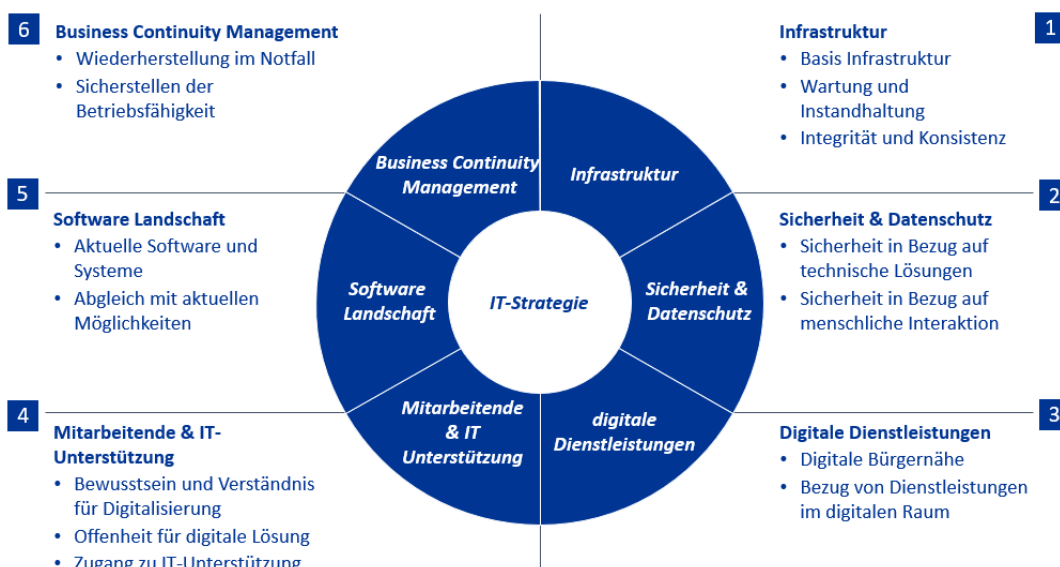 6
Business Continuity Management
• Wiederherstellung im Notfall
• Sicherstellen der
Betriebsfähigkeit
1
Infrastruktur
• Basis Infrastruktur
• Wartung und
Instandhaltung
• Integrität und Konsistenz
5
Software Landschaft
• Aktuelle Software und
Systeme
• Abgleich mit aktuellen
Möglichkeiten
2
Sicherheit & Datenschutz
• Sicherheit in Bezug auf
technische Lösungen
• Sicherheit in Bezug auf
menschliche Interaktion
4
Mitarbeitende & IT-
Unterstützung
• Bewusstsein und Verständnis
für Digitalisierung
• Offenheit für digitale Lösung
• Zugang zu IT-Unterstützung
3
Digitale Dienstleistungen
• Digitale Bürgernähe
• Bezug von Dienstleistungen
im digitalen Raum
Business Continuity
Management
Infrastruktur
Software
Landschaft
IT-Strategie
Sicherheit &
Datenschutz
Mitarbeitende
& IT
Unterstützung
digitale
Dienstleistungen